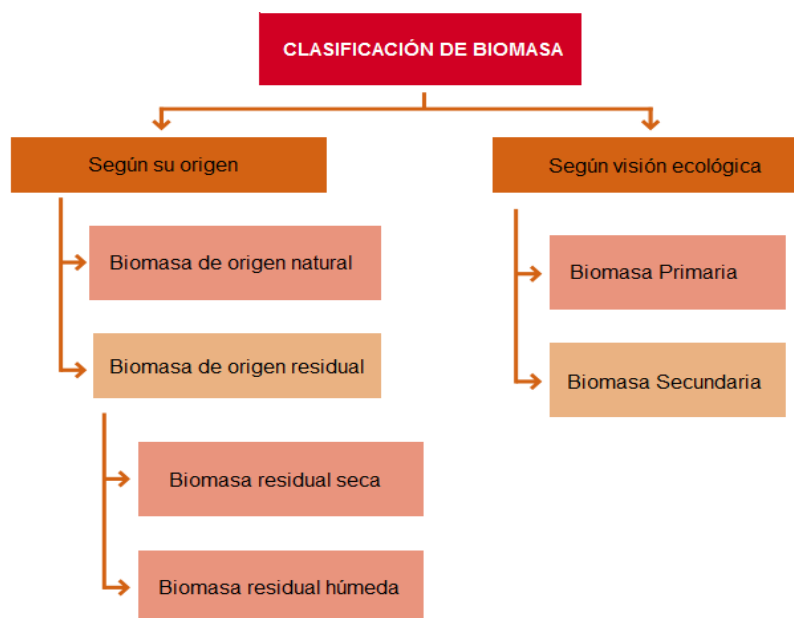 CLASIFICACIÓN DE BIOMASA
Según su origen
Biomasa de origen natural
Biomasa de origen residual
Biomasa residual seca
Biomasa residual húmeda
Según visión ecológica
Biomasa Primaria
Biomasa Secundaria